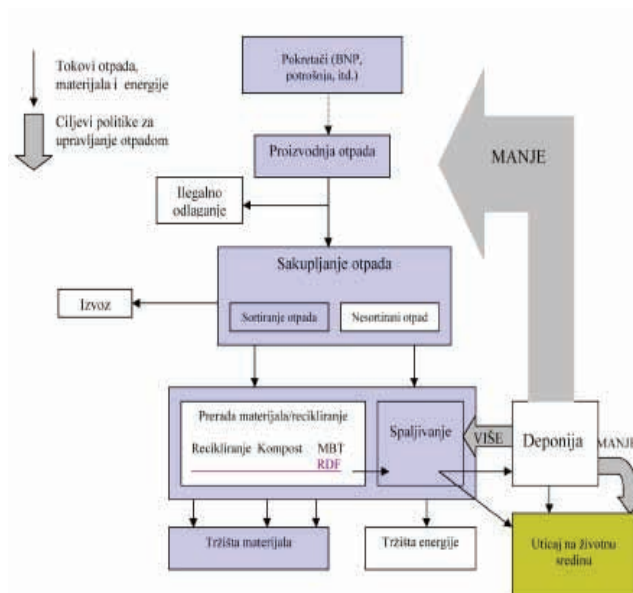 Tokovi otpada,
materijala i energije
Ciljevi politike za
upravljanje otpadom
Pokretači (BNP,
potrošnja, itd.)
Proizvodnja otpada
MANJE
Ilegalno
odlaganje
Sakupljanje otpada
Izvoz
Sortiranje otpada
Nesortirani otpad
Prerada materijala/recikliranje
Recikliranje Kompost MBT
RDF
Spaljivanje
VIŠE
Deponija
MANJE
Tržišta materijala
Tržišta energije
Uticaj na životnu
sredinu